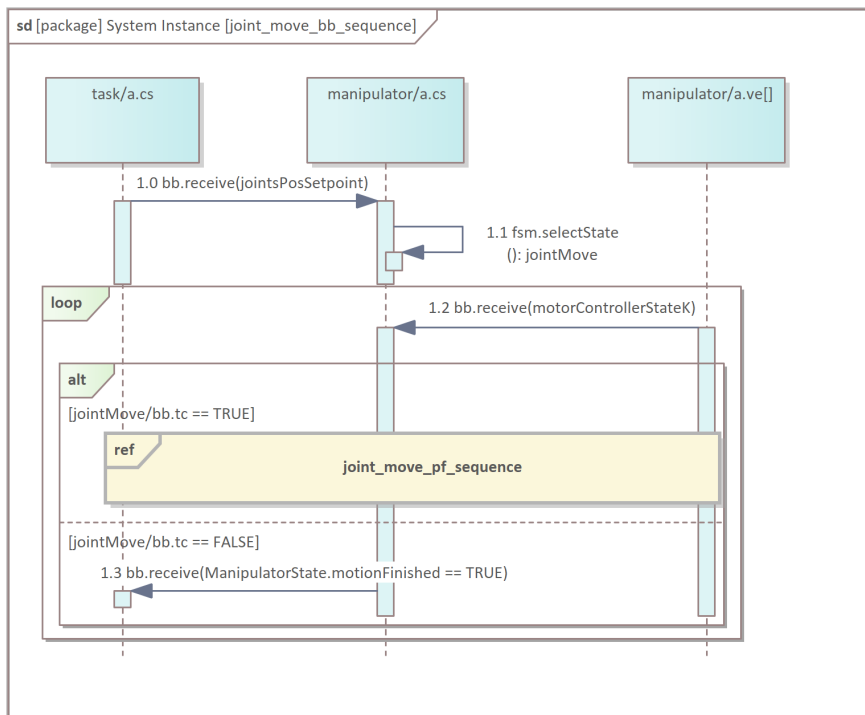 sd [package] System Instance [joint_move_bb_sequence]
task/a.cs
manipulator/a.cs
manipulator/a.ve[]
1.0 bb.receive(jointsPosSetpoint)
1.1 fsm.selectState
(): jointMove
loop
1.2 bb.receive(motorControllerStateK)
alt
[jointMove/bb.tc == TRUE]
ref
joint_move_pf_sequence
[jointMove/bb.tc == FALSE]
1.3 bb.receive(ManipulatorState.motionFinished == TRUE)